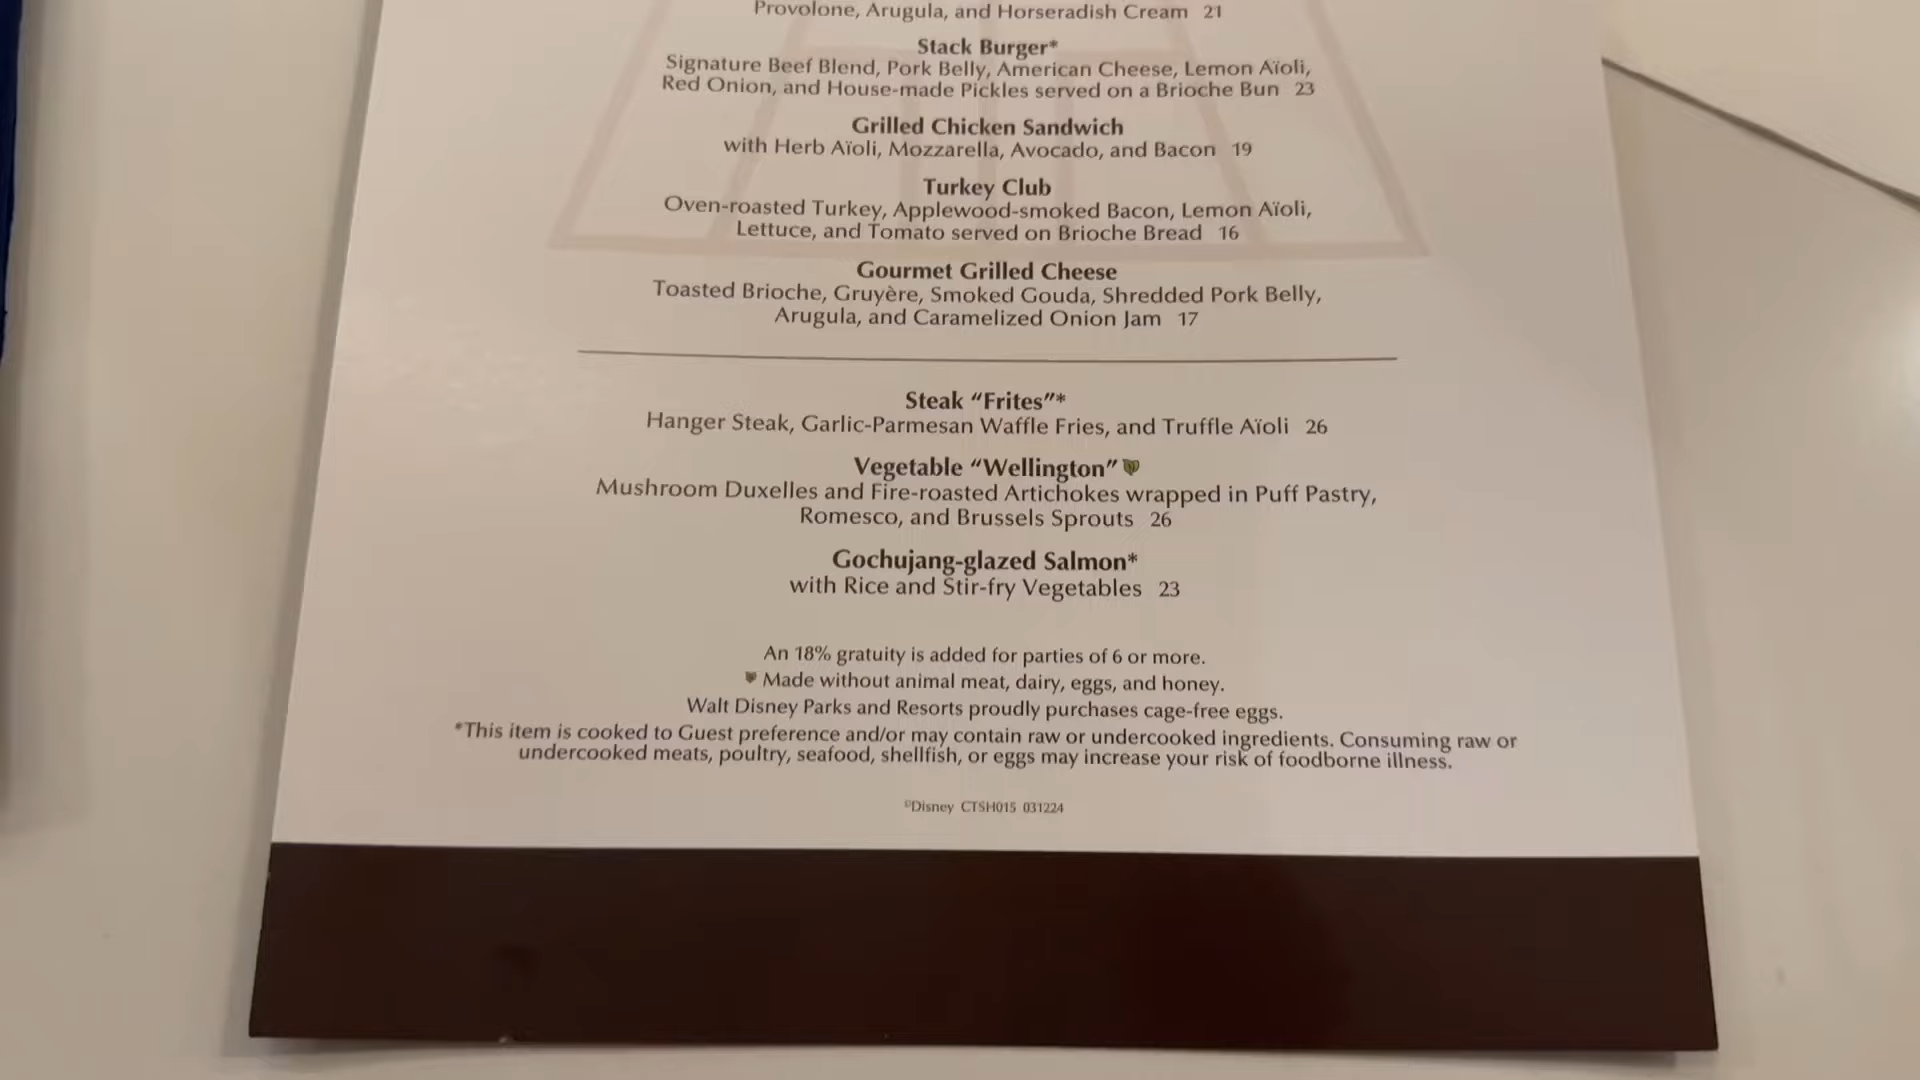 Provolone, Arugula, and Horseradish Cream 21
Stack Burger*
Signature Beef Blend, Pork Belly, American Cheese, Lemon Aïoli,
Red Onion, and House-made Pickles served on a Brioche Bun 23
Grilled Chicken Sandwich
with Herb Aïoli, Mozzarella, Avocado, and Bacon 19
Turkey Club
Oven-roasted Turkey, Applewood-smoked Bacon, Lemon Aïoli,
Lettuce, and Tomato served on Brioche Bread 16
Gourmet Grilled Cheese
Toasted Brioche, Gruyère, Smoked Gouda, Shredded Pork Belly,
Arugula, and Caramelized Onion Jam 17
Steak “Frites”*
Hanger Steak, Garlic-Parmesan Waffle Fries, and Truffle Aïoli 26
Vegetable “Wellington”
Mushroom Duxelles and Fire-roasted Artichokes wrapped in Puff Pastry,
Romesco, and Brussels Sprouts 26
Gochujang-glazed Salmon*
with Rice and Stir-fry Vegetables 23
An 18% gratuity is added for parties of 6 or more.
Made without animal meat, dairy, eggs, and honey.
Walt Disney Parks and Resorts proudly purchases cage-free eggs.
*This item is cooked to Guest preference and/or may contain raw or undercooked ingredients. Consuming raw or
undercooked meats, poultry, seafood, shellfish, or eggs may increase your risk of foodborne illness.
©Disney CTSH015 031224